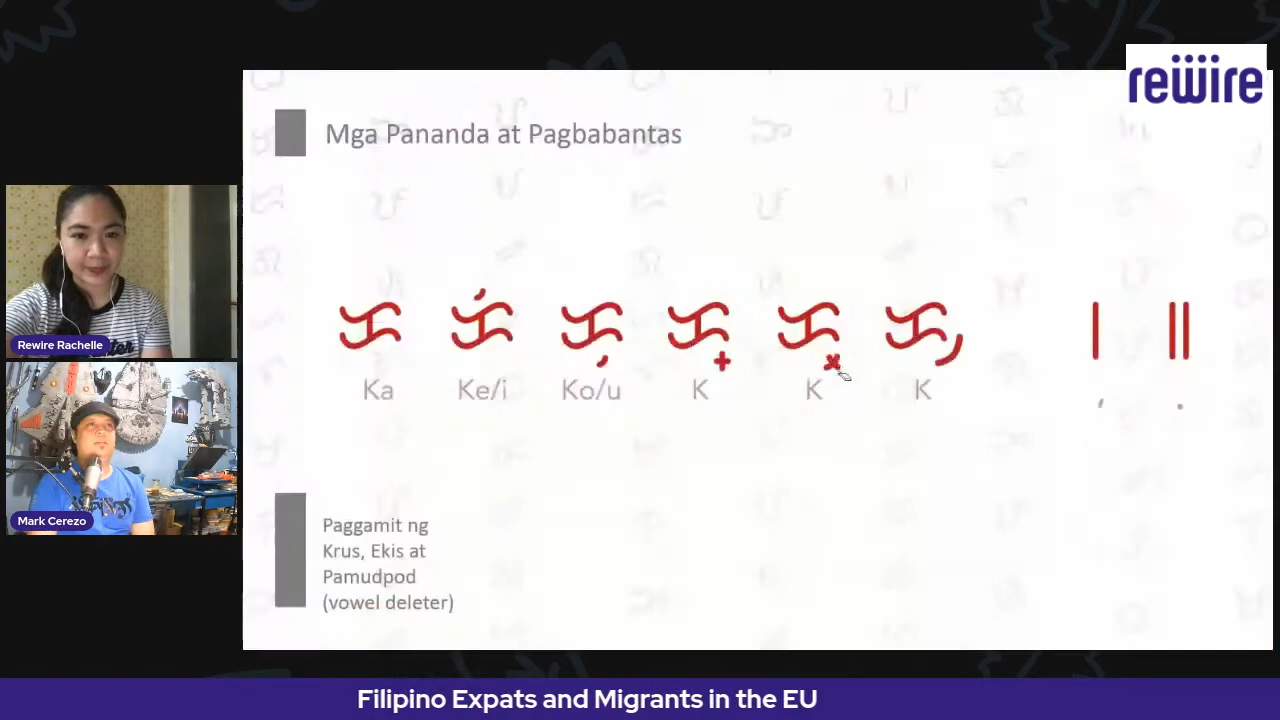 rewire
Mga Pananda at Pagbabantas
ᜃ ᜃᜒ ᜃᜓ ᜃ᜔ ᜃ᜔ ᜃ᜴ ᜵ ᜶
Ka Ke/i Ko/u K K K , .
Rewire Rachelle
Mark Cerezo
Paggamit ng
Krus, Ekis at
Pamudpod
(vowel deleter)
Filipino Expats and Migrants in the EU